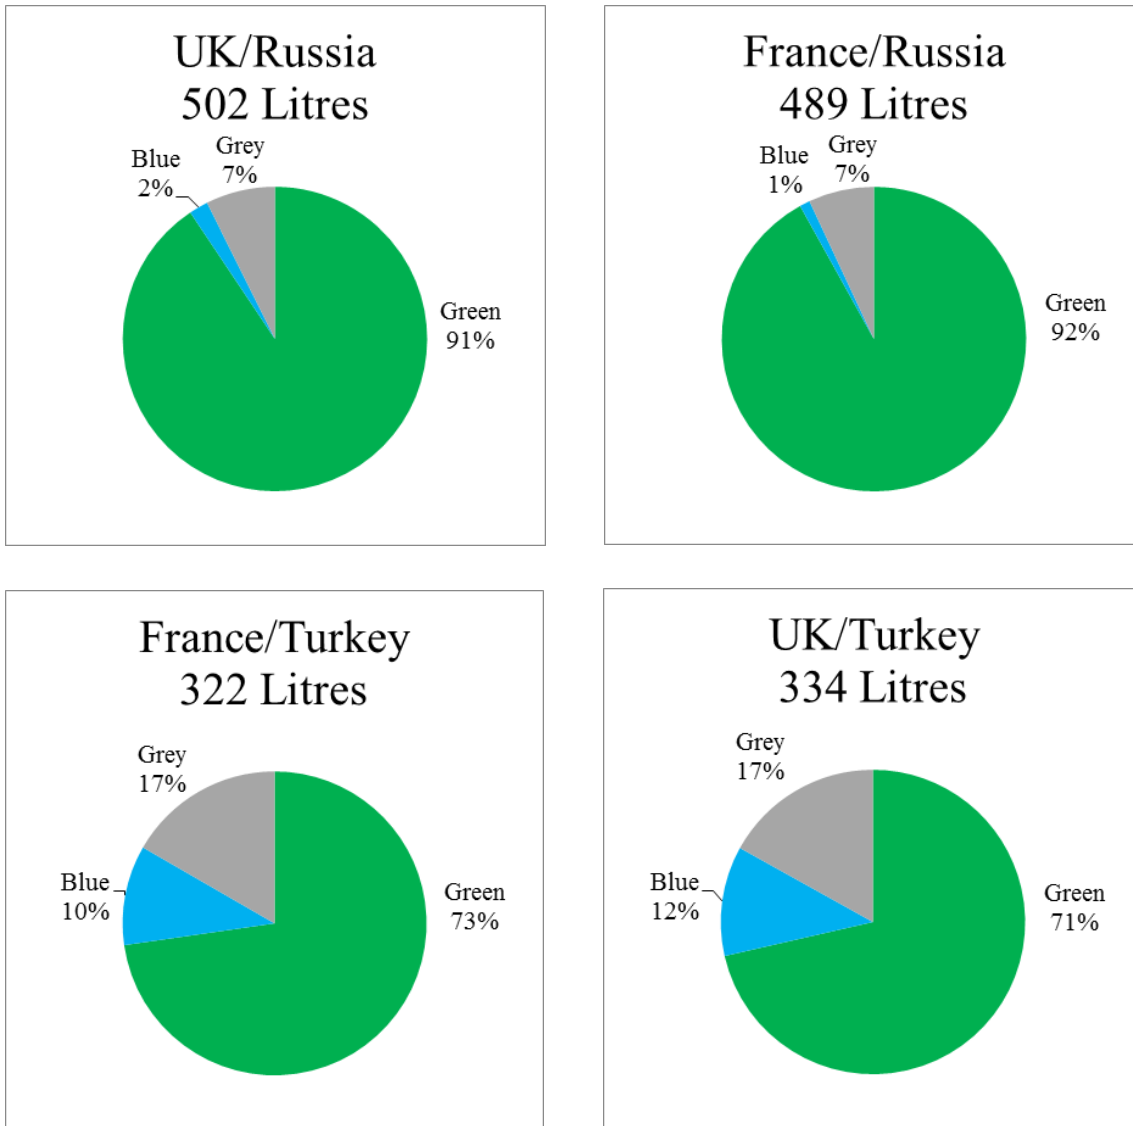 UK/Russia
502 Litres
Grey
7%
Blue
2%
Green
91%
France/Russia
489 Litres
Grey
7%
Blue
1%
Green
92%
France/Turkey
322 Litres
Grey
17%
Blue
10%
Green
73%
UK/Turkey
334 Litres
Grey
17%
Blue
12%
Green
71%